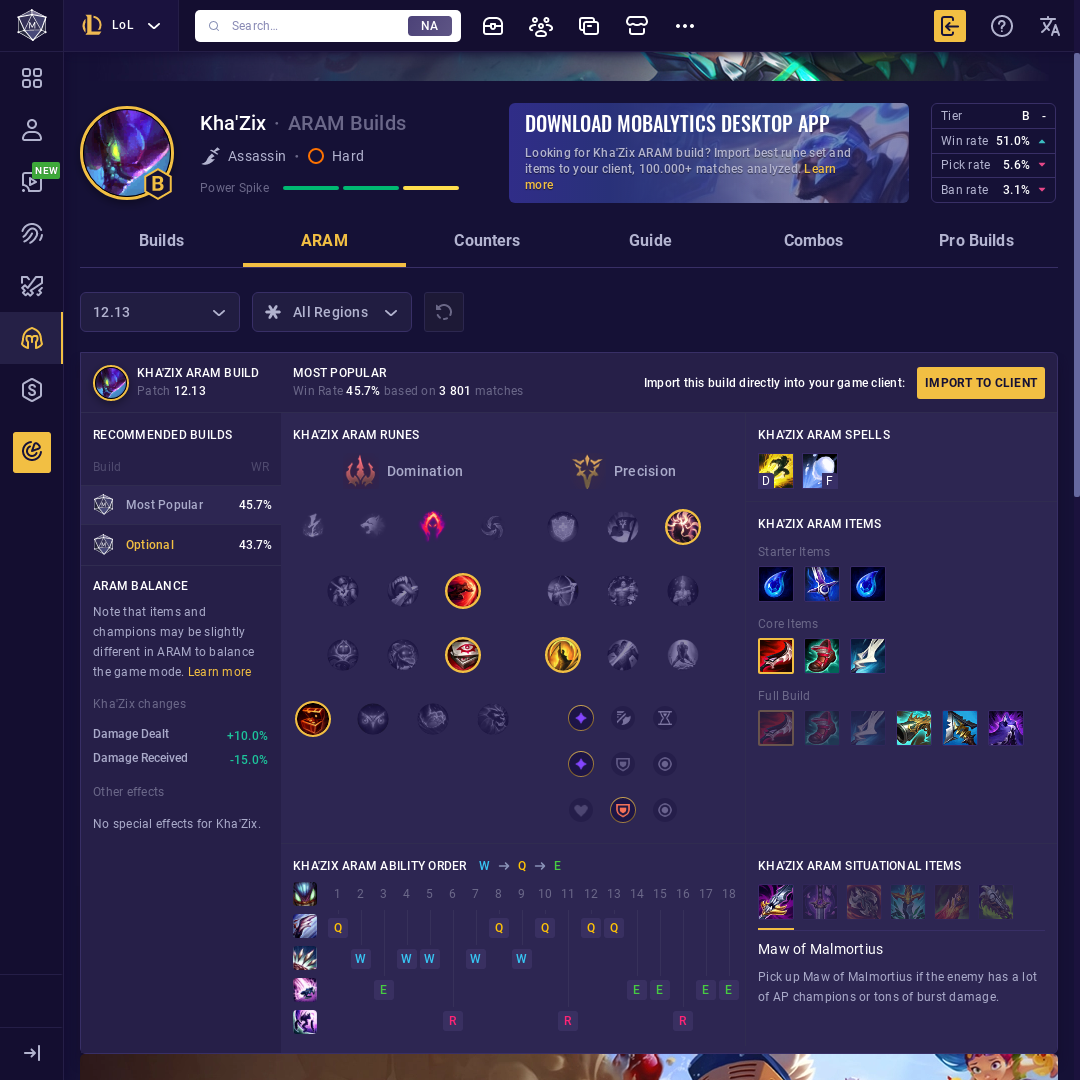 LoL
Search...
NA
NEW
Kha'Zix · ARAM Builds
Assassin · Hard
Power Spike
B
DOWNLOAD MOBALYTICS DESKTOP APP
Looking for Kha'Zix ARAM build? Import best rune set and
items to your client, 100.000+ matches analyzed. Learn
more
Tier B -
Win rate 51.0%
Pick rate 5.6%
Ban rate 3.1%
Builds ARAM Counters Guide Combos Pro Builds
12.13
All Regions
KHA'ZIX ARAM BUILD
Patch 12.13
MOST POPULAR
Win Rate 45.7% based on 3 801 matches
Import this build directly into your game client:
IMPORT TO CLIENT
RECOMMENDED BUILDS
Build WR
Most Popular 45.7%
Optional 43.7%
ARAM BALANCE
Note that items and
champions may be slightly
different in ARAM to balance
the game mode. Learn more
Kha'Zix changes
Damage Dealt +10.0%
Damage Received -15.0%
Other effects
No special effects for Kha'Zix.
KHA'ZIX ARAM RUNES
Domination
Precision
KHA'ZIX ARAM SPELLS
D F
KHA'ZIX ARAM ITEMS
Starter Items
Core Items
Full Build
KHA'ZIX ARAM ABILITY ORDER W → Q → E
1 2 3 4 5 6 7 8 9 10 11 12 13 14 15 16 17 18
Q Q Q Q Q
W W W W W
E E E E E
R R R
KHA'ZIX ARAM SITUATIONAL ITEMS
Maw of Malmortius
Pick up Maw of Malmortius if the enemy has a lot
of AP champions or tons of burst damage.